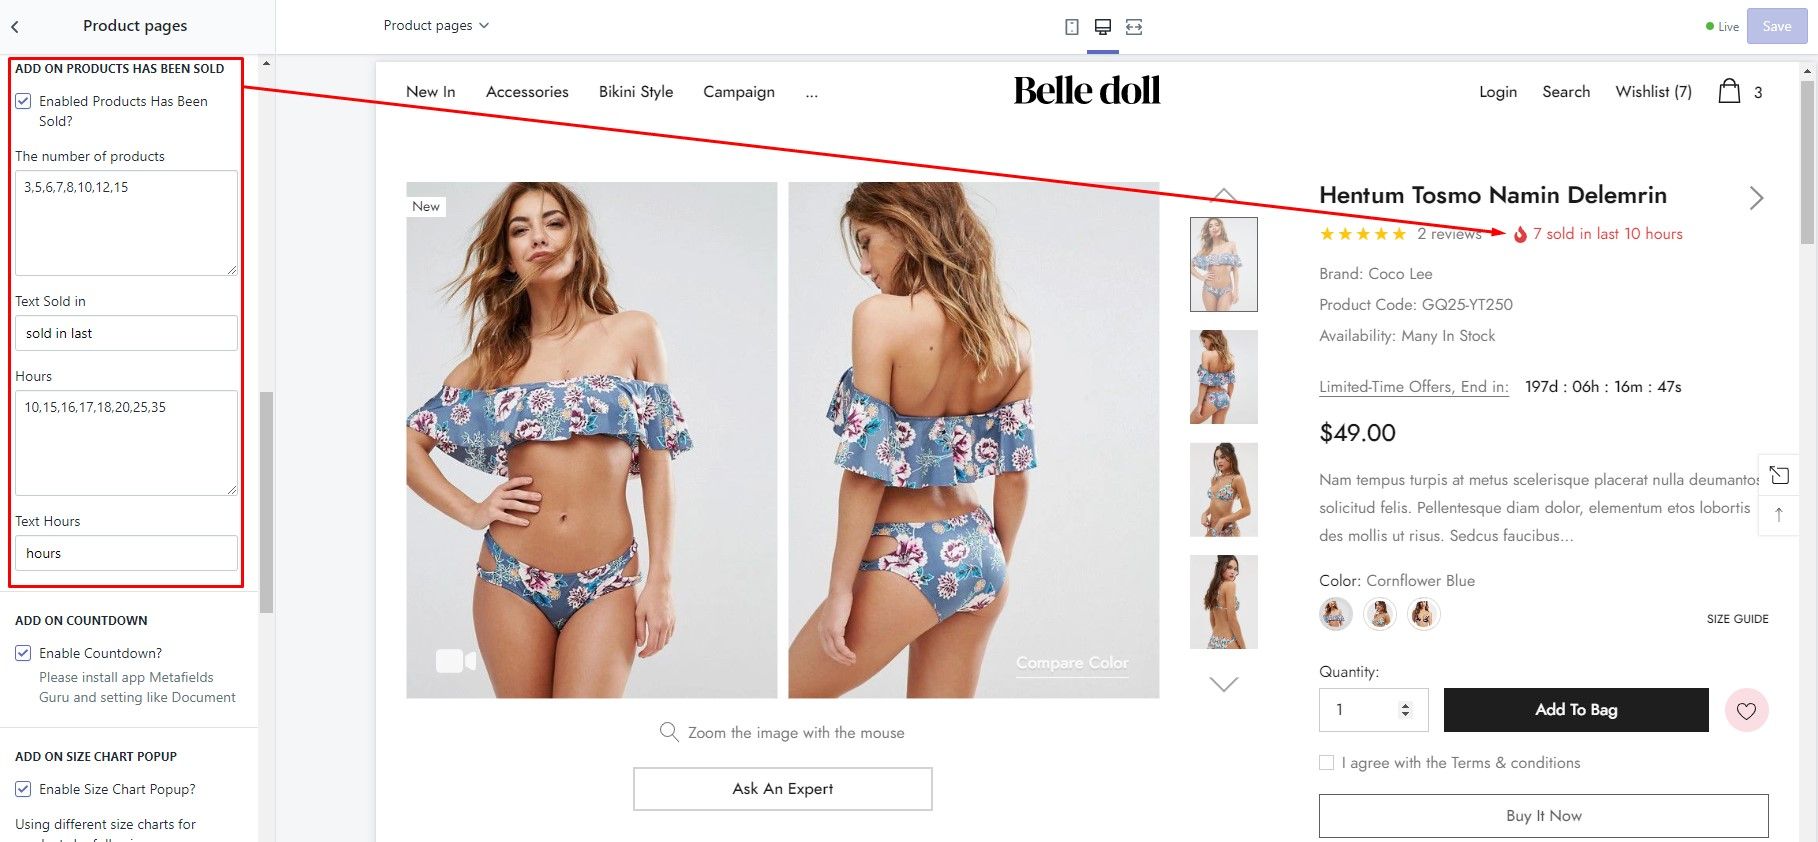 Product pages
ADD ON PRODUCTS HAS BEEN SOLD
Enabled Products Has Been
Sold?
The number of products
3,5,6,7,8,10,12,15
Text Sold in
sold in last
Hours
10,15,16,17,18,20,25,35
Text Hours
hours
ADD ON COUNTDOWN
Enable Countdown?
Please install app Metafields
Guru and setting like Document
ADD ON SIZE CHART POPUP
Enable Size Chart Popup?
Using different size charts for
Product pages
Live
Save
New In
Accessories
Bikini Style
Campaign
...
Belle doll
Login
Search
Wishlist (7)
3
New
Compare Color
Zoom the image with the mouse
Ask An Expert
Hentum Tosmo Namin Delemrin
2 reviews
7 sold in last 10 hours
Brand: Coco Lee
Product Code: GQ25-YT250
Availability: Many In Stock
Limited-Time Offers, End in: 197d : 06h : 16m : 47s
$49.00
Nam tempus turpis at metus scelerisque placerat nulla deumantos
solicitud felis. Pellentesque diam dolor, elementum etos lobortis
des mollis ut risus. Sedcus faucibus...
Color: Cornflower Blue
SIZE GUIDE
Quantity:
1
Add To Bag
I agree with the Terms & conditions
Buy It Now